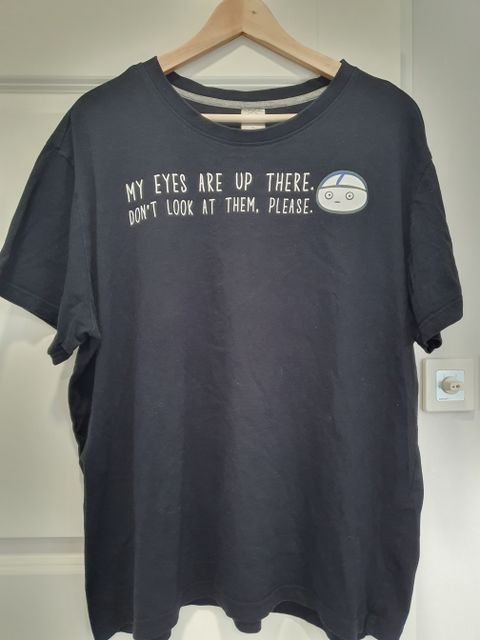 MY EYES ARE UP THERE.
DON'T LOOK AT THEM, PLEASE.